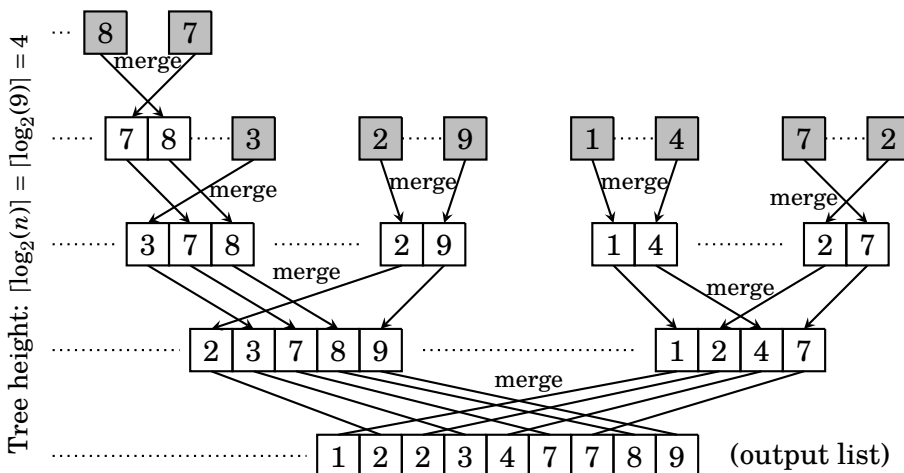 Tree height: ⌈log₂(n)⌉ = ⌈log₂(9)⌉ = 4
8 7
merge
7 8 3 2 9 1 4 7 2
merge merge merge merge
3 7 8 2 9 1 4 2 7
merge merge
2 3 7 8 9 1 2 4 7
merge
1 2 2 3 4 7 7 8 9 (output list)